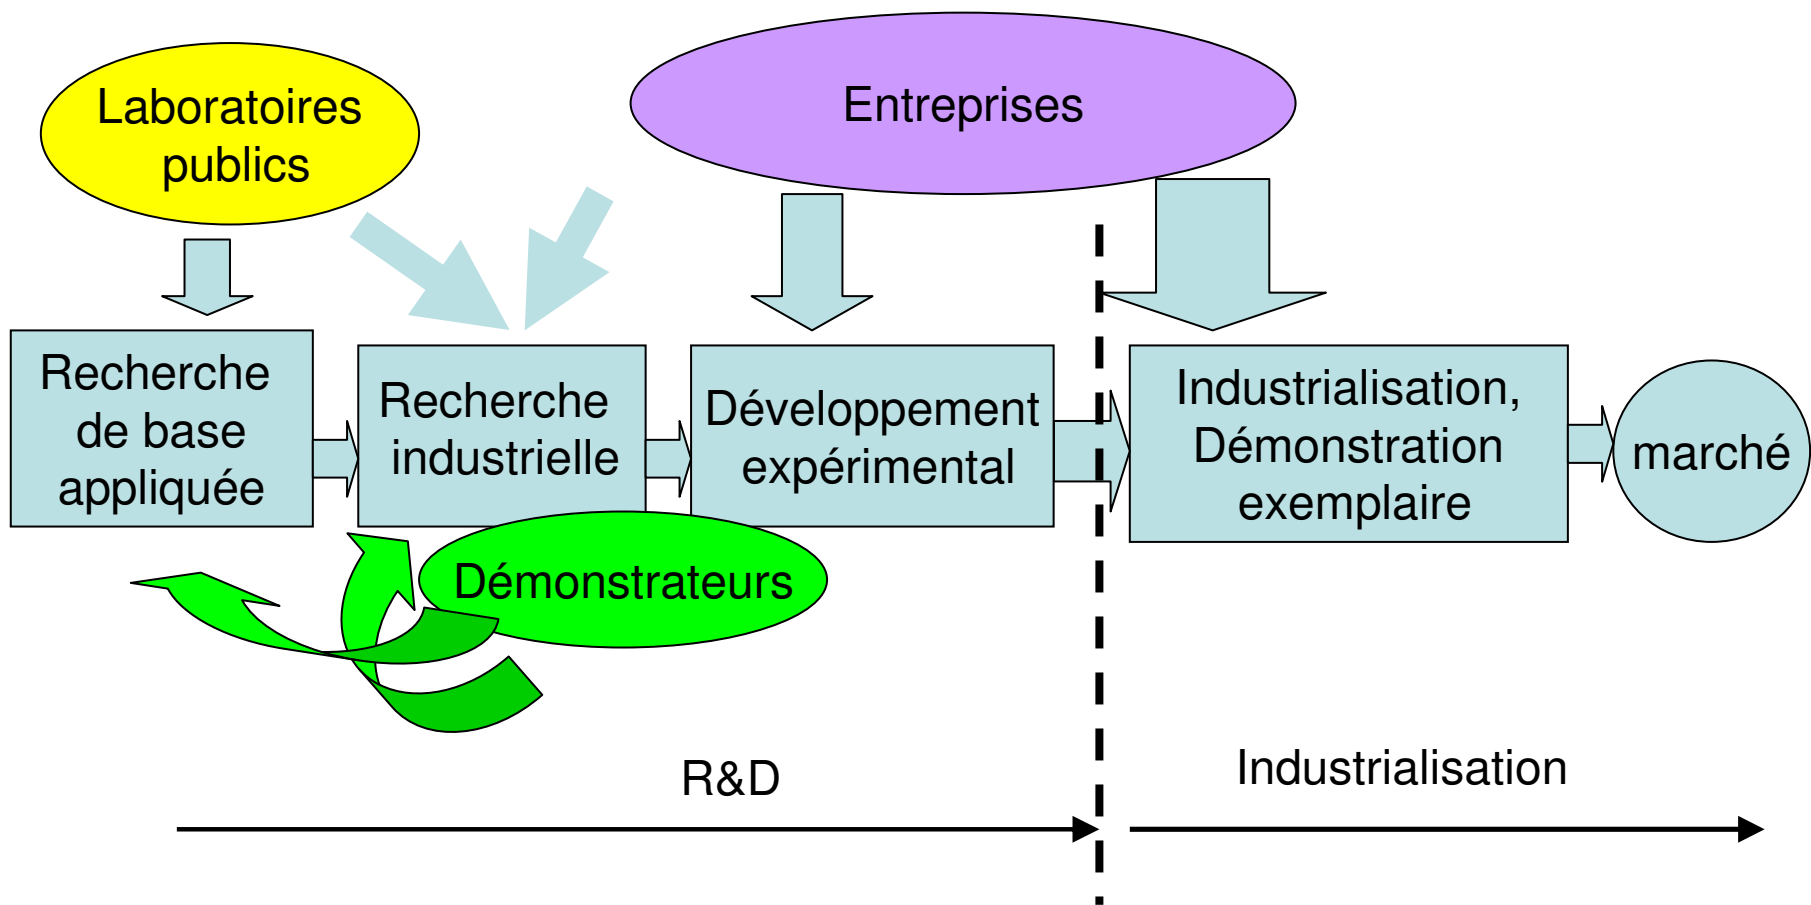 Laboratoires
publics
Entreprises
Recherche
de base
appliquée
Recherche
industrielle
Développement
expérimental
Industrialisation,
Démonstration
exemplaire
marché
Démonstrateurs
R&D
Industrialisation